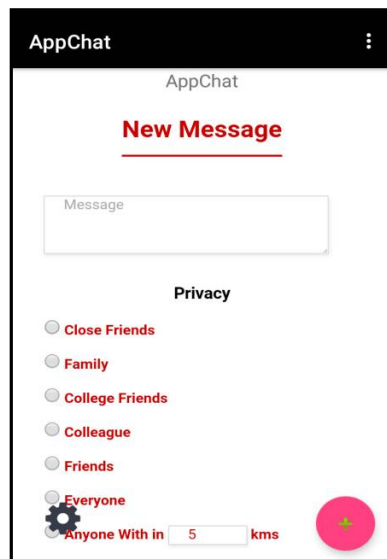 AppChat
AppChat
New Message
Message
Privacy
Close Friends
Family
College Friends
Colleague
Friends
Everyone
Anyone With in 5 kms